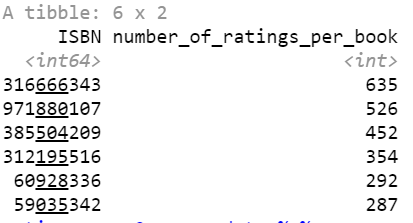 A tibble: 6 x 2
ISBN number_of_ratings_per_book
<int64> <int>
316666343 635
971880107 526
385504209 452
312195516 354
60928336 292
59035342 287